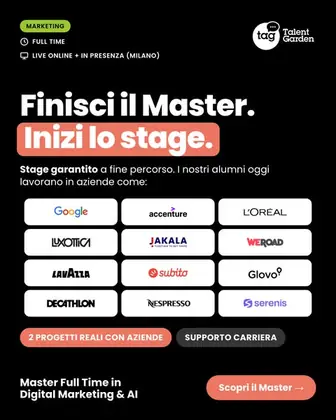 MARKETING
FULL TIME
LIVE ONLINE + IN PRESENZA (MILANO)
tag
Talent
Garden
Finisci il Master.
Inizi lo stage.
Stage garantito a fine percorso. I nostri alumni oggi
lavorano in aziende come:
Google
accenture
L'ORÉAL
LUXOTTICA
JAKALA
WEROAD
LAVAZZA
subito
Glovo
DECATHLON
NESPRESSO
serenis
2 PROGETTI REALI CON AZIENDE
SUPPORTO CARRIERA
Master Full Time in
Digital Marketing & AI
Scopri il Master →